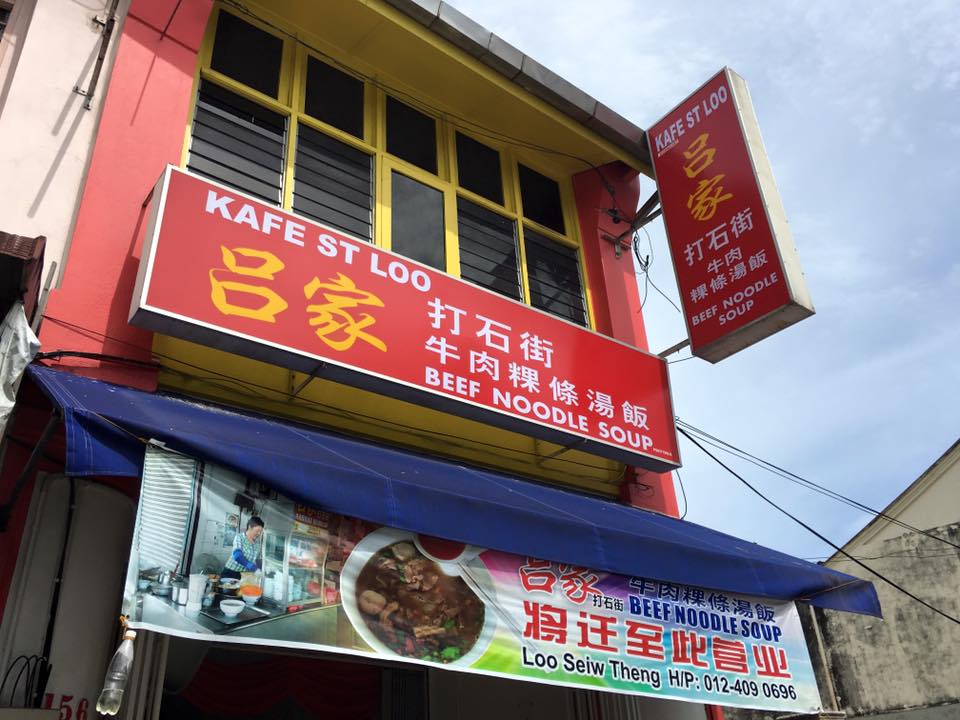 KAFE ST LOO
吕家
打石街
牛肉粿條湯飯
BEEF NOODLE SOUP
KAFE ST LOO
吕家
打石街
牛肉
粿條湯飯
BEEF NOODLE
SOUP
吕家
打石街
牛肉粿條湯飯
BEEF NOODLE SOUP
将迁至此营业
Loo Seiw Theng H/P: 012-409 0696
156